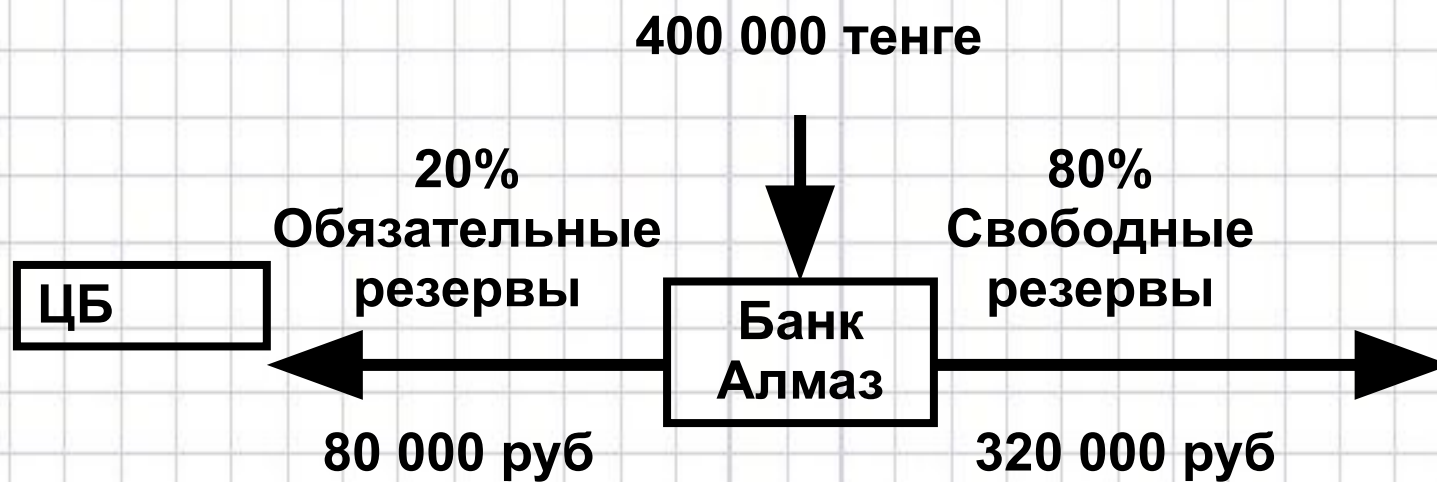 400 000 тенге
20%
Обязательные
резервы
80%
Свободные
резервы
ЦБ
Банк
Алмаз
80 000 руб
320 000 руб